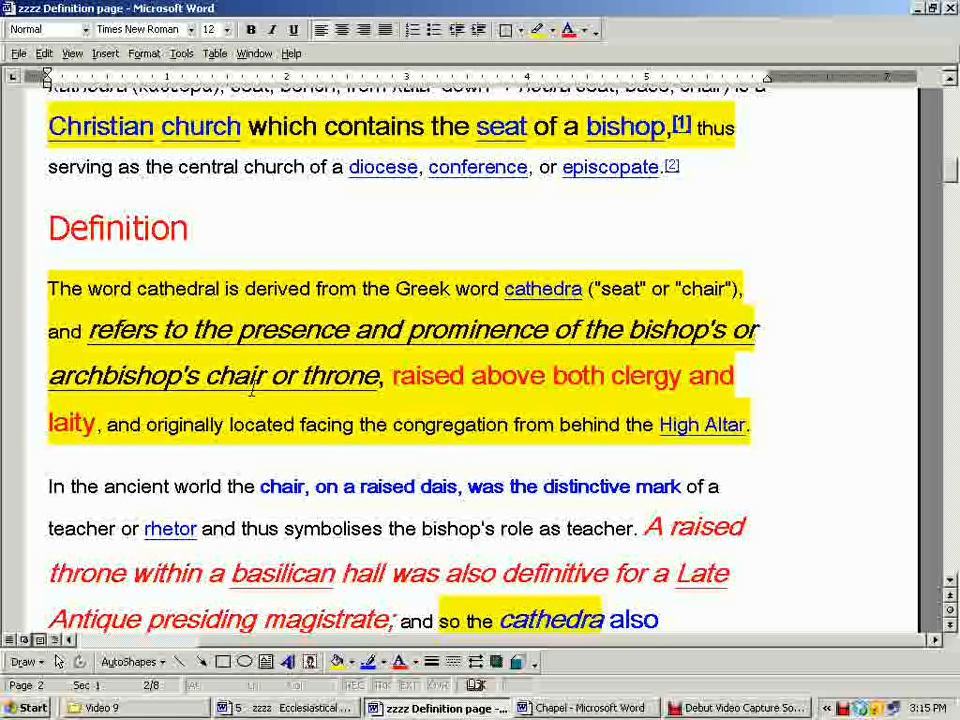 zzzz Definition page - Microsoft Word
Normal Times New Roman 12 B I U
File Edit View Insert Format Tools Table Window Help
1 2 3 4 5 7
Christian church which contains the seat of a bishop,[1] thus
serving as the central church of a diocese, conference, or episcopate.[2]
Definition
The word cathedral is derived from the Greek word cathedra ("seat" or "chair"),
and refers to the presence and prominence of the bishop's or
archbishop's chair or throne, raised above both clergy and
laity, and originally located facing the congregation from behind the High Altar.
In the ancient world the chair, on a raised dais, was the distinctive mark of a
teacher or rhetor and thus symbolises the bishop's role as teacher. A raised
throne within a basilican hall was also definitive for a Late
Antique presiding magistrate; and so the cathedra also
Draw AutoShapes
Page 2 Sec 1 2/8 REC EXT
Start Video 9 5 zzzz Ecclesiastical ... zzzz Definition page -... Chapel - Microsoft Word Debut Video Capture So... « 3:15 PM